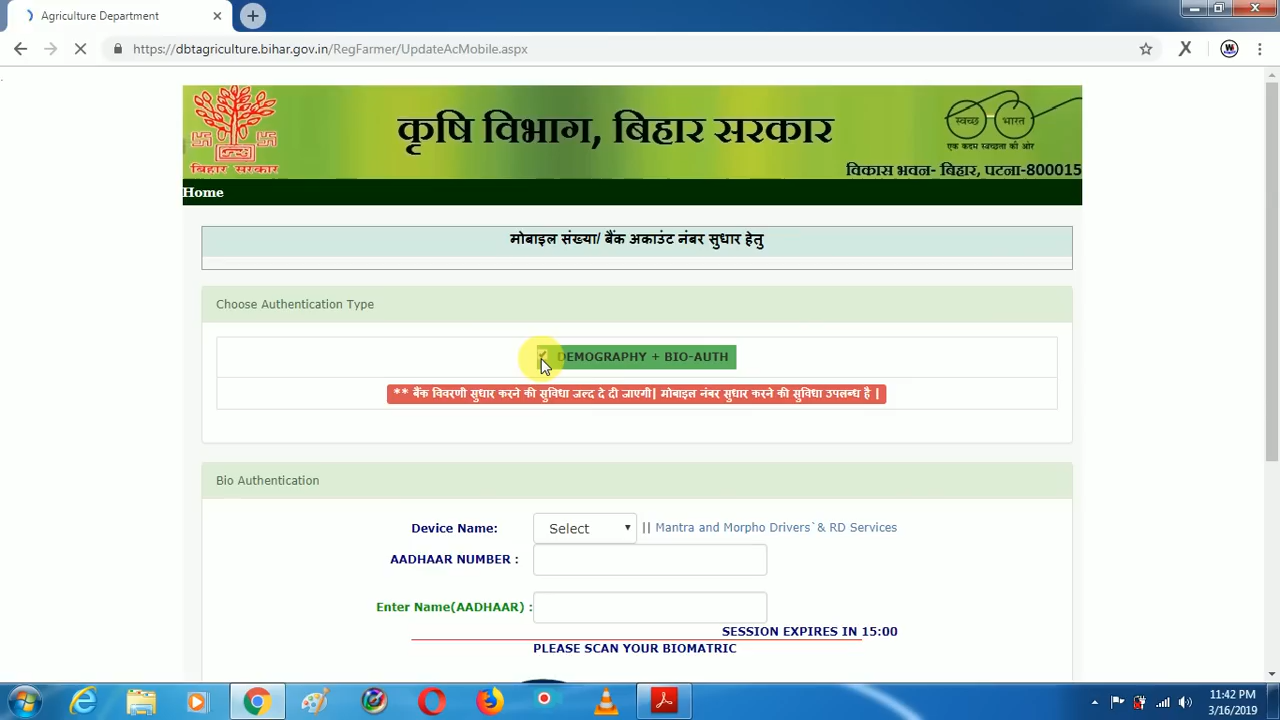 Agriculture Department
https://dbtagriculture.bihar.gov.in/RegFarmer/UpdateAcMobile.aspx
बिहार सरकार
कृषि विभाग, बिहार सरकार
स्वच्छ भारत
एक कदम स्वच्छता की ओर
विकास भवन- बिहार, पटना-800015
Home
मोबाइल संख्या/ बैंक अकाउंट नंबर सुधार हेतु
Choose Authentication Type
DEMOGRAPHY + BIO-AUTH
** बैंक विवरणी सुधार करने की सुविधा जल्द दे दी जाएगी| मोबाइल नंबर सुधार करने की सुविधा उपलब्ध है |
Bio Authentication
Device Name: Select || Mantra and Morpho Drivers`& RD Services
AADHAAR NUMBER :
Enter Name(AADHAAR) :
SESSION EXPIRES IN 15:00
PLEASE SCAN YOUR BIOMATRIC
11:42 PM
3/16/2019